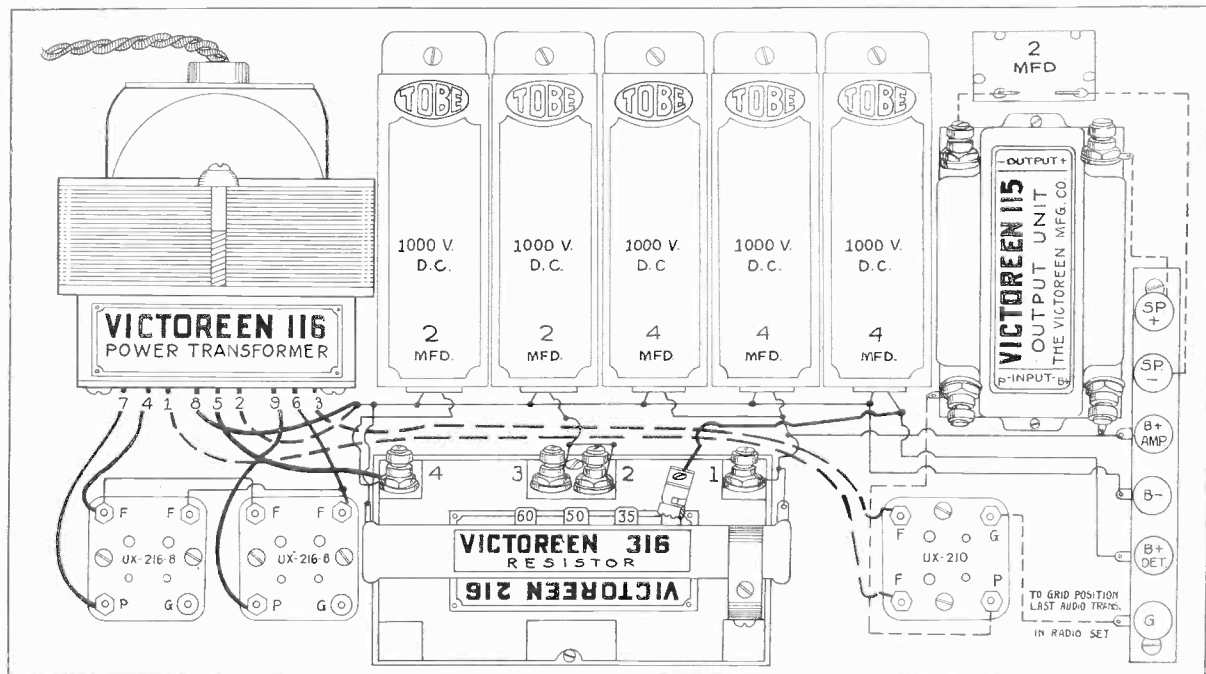 TOBE
1000 V.
D.C.
2
MFD.
TOBE
1000 V.
D.C.
2
MFD.
TOBE
1000 V.
D.C
4
MFD.
TOBE
1000 V.
D.C.
4
MFD.
TOBE
1000 V.
D.C.
4
MFD.
2
MFD
-OUTPUT+
VICTOREEN 115
OUTPUT UNIT
THE VICTOREEN MFG. CO.
P-INPUT-B+
VICTOREEN 116
POWER TRANSFORMER
7 4 1 8 5 2 9 6 3
SP
+
SP.
-
B+
AMP.
B-
B+
DET.
G
4 3 2 1
60 50 35
VICTOREEN 316
RESISTOR
VICTOREEN 216
F F
UX-216-B
P G
F F
UX-216-B
P G
F G
UX-210
F P
TO GRID POSITION
LAST AUDIO TRANS.
IN RADIO SET